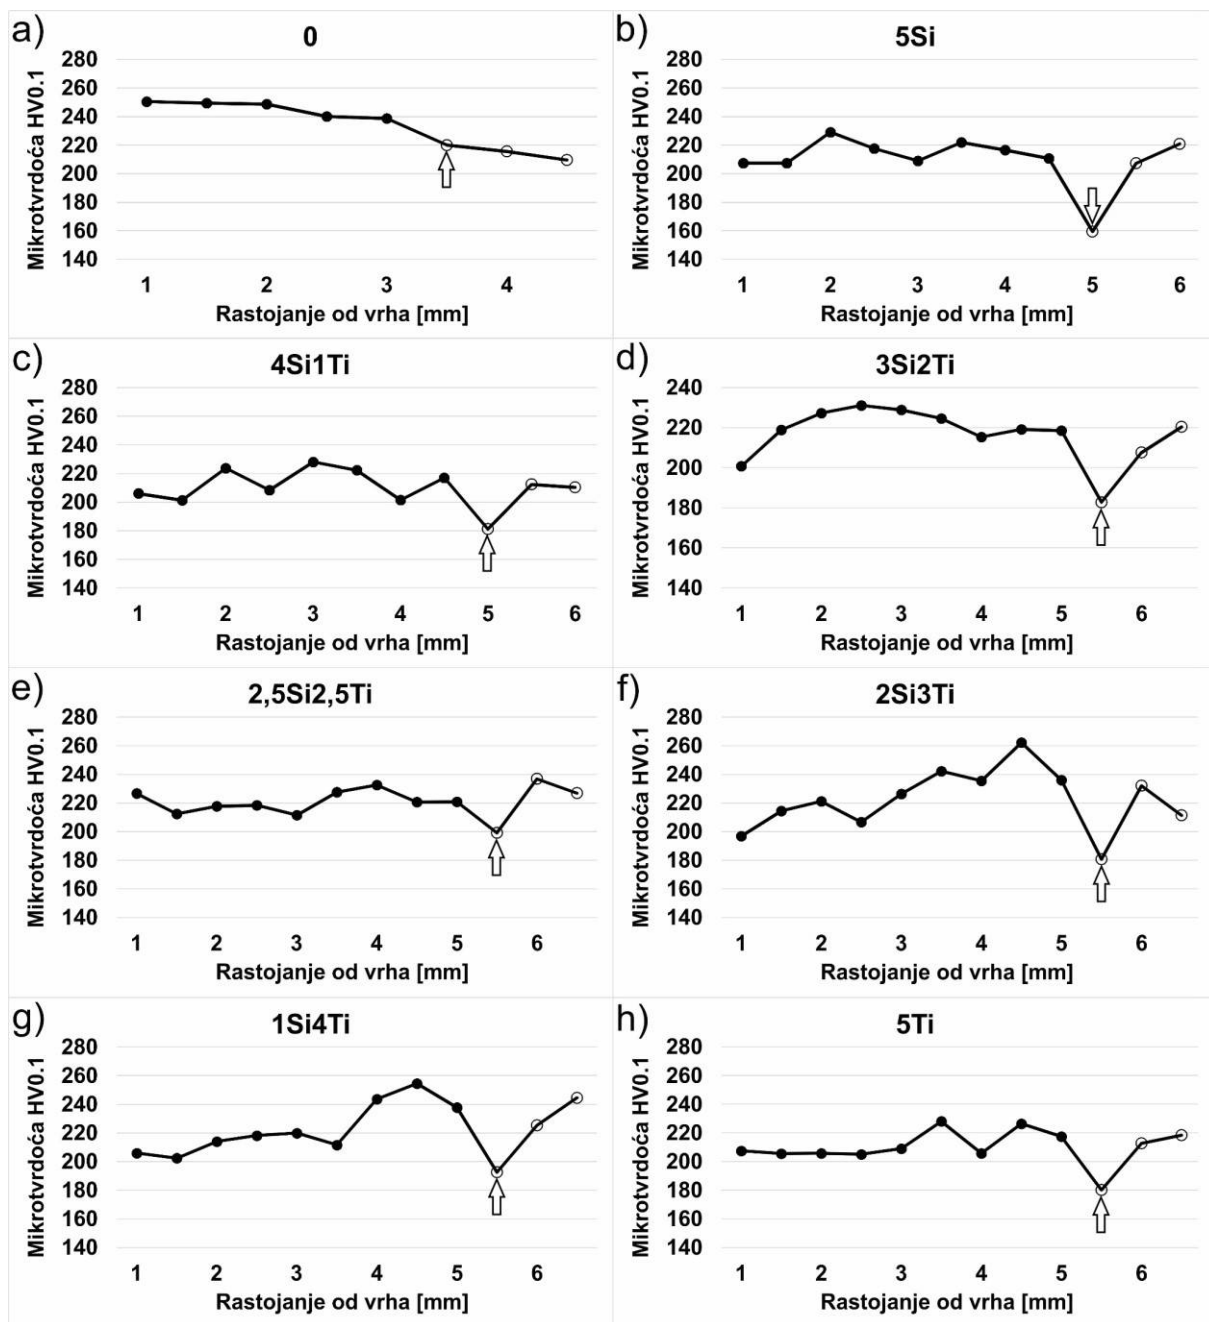 a)
0
280
260
240
220
200
180
160
140
Mikrotvrdoća HV0.1
1 2 3 4
Rastojanje od vrha [mm]
b)
5Si
280
260
240
220
200
180
160
140
Mikrotvrdoća HV0.1
1 2 3 4 5 6
Rastojanje od vrha [mm]
c)
4Si1Ti
280
260
240
220
200
180
160
140
Mikrotvrdoća HV0.1
1 2 3 4 5 6
Rastojanje od vrha [mm]
d)
3Si2Ti
240
220
200
180
160
140
Mikrotvrdoća HV0.1
1 2 3 4 5 6
Rastojanje od vrha [mm]
e)
2,5Si2,5Ti
280
260
240
220
200
180
160
140
Mikrotvrdoća HV0.1
1 2 3 4 5 6
Rastojanje od vrha [mm]
f)
2Si3Ti
280
260
240
220
200
180
160
140
Mikrotvrdoća HV0.1
1 2 3 4 5 6
Rastojanje od vrha [mm]
g)
1Si4Ti
280
260
240
220
200
180
160
140
Mikrotvrdoća HV0.1
1 2 3 4 5 6
Rastojanje od vrha [mm]
h)
5Ti
280
260
240
220
200
180
160
140
Mikrotvrdoća HV0.1
1 2 3 4 5 6
Rastojanje od vrha [mm]